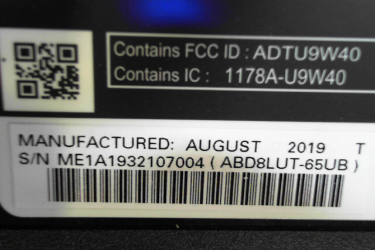 Contains FCC ID : ADTU9W40
Contains IC : 1178A-U9W40
MANUFACTURED: AUGUST 2019 T
S/N ME1A1932107004 ( ABD8LUT-65UB )